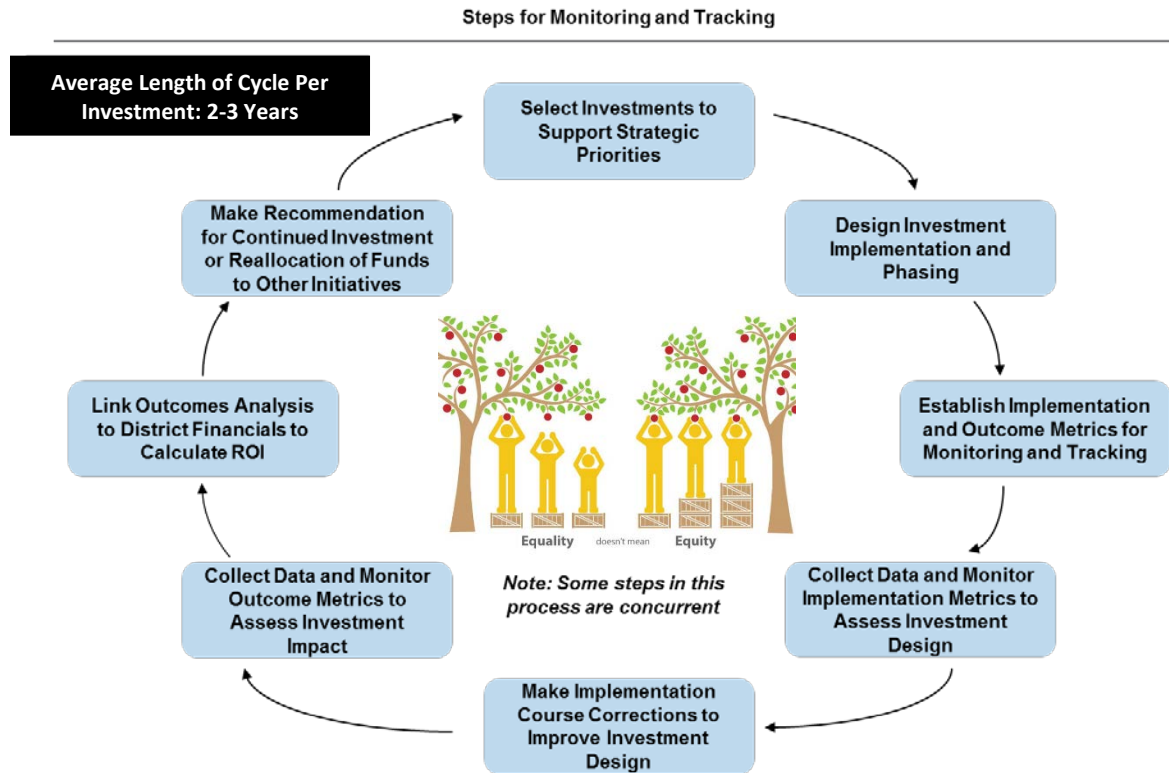 Steps for Monitoring and Tracking
Average Length of Cycle Per
Investment: 2-3 Years
Select Investments to
Support Strategic
Priorities
Design Investment
Implementation and
Phasing
Establish Implementation
and Outcome Metrics for
Monitoring and Tracking
Collect Data and Monitor
Implementation Metrics to
Assess Investment
Design
Make Implementation
Course Corrections to
Improve Investment
Design
Collect Data and Monitor
Outcome Metrics to
Assess Investment
Impact
Link Outcomes Analysis
to District Financials to
Calculate ROI
Make Recommendation
for Continued Investment
or Reallocation of Funds
to Other Initiatives
Equality doesn't mean Equity
Note: Some steps in this
process are concurrent